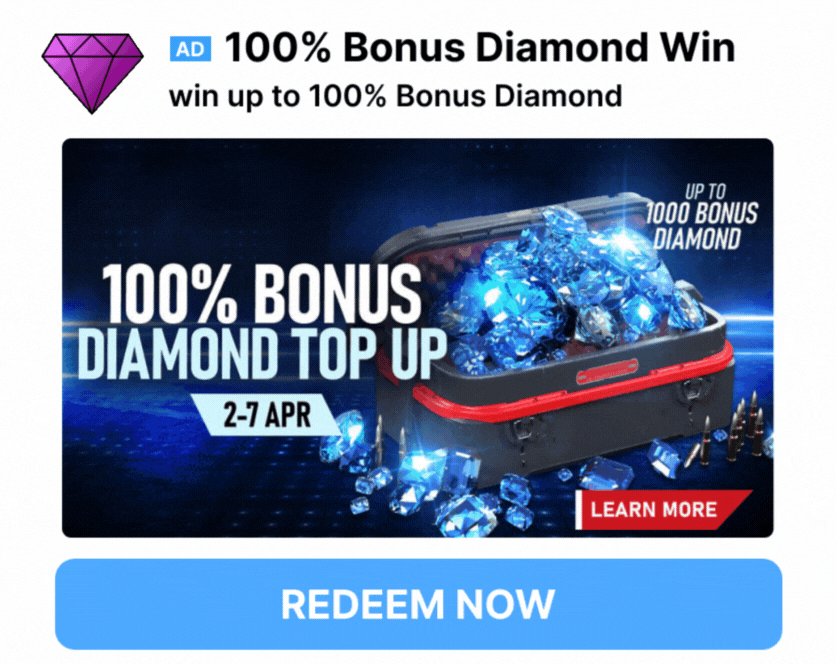 AD 100% Bonus Diamond Win
win up to 100% Bonus Diamond
UP TO
1000 BONUS
DIAMOND
100% BONUS
DIAMOND TOP UP
2-7 APR
LEARN MORE
REDEEM NOW